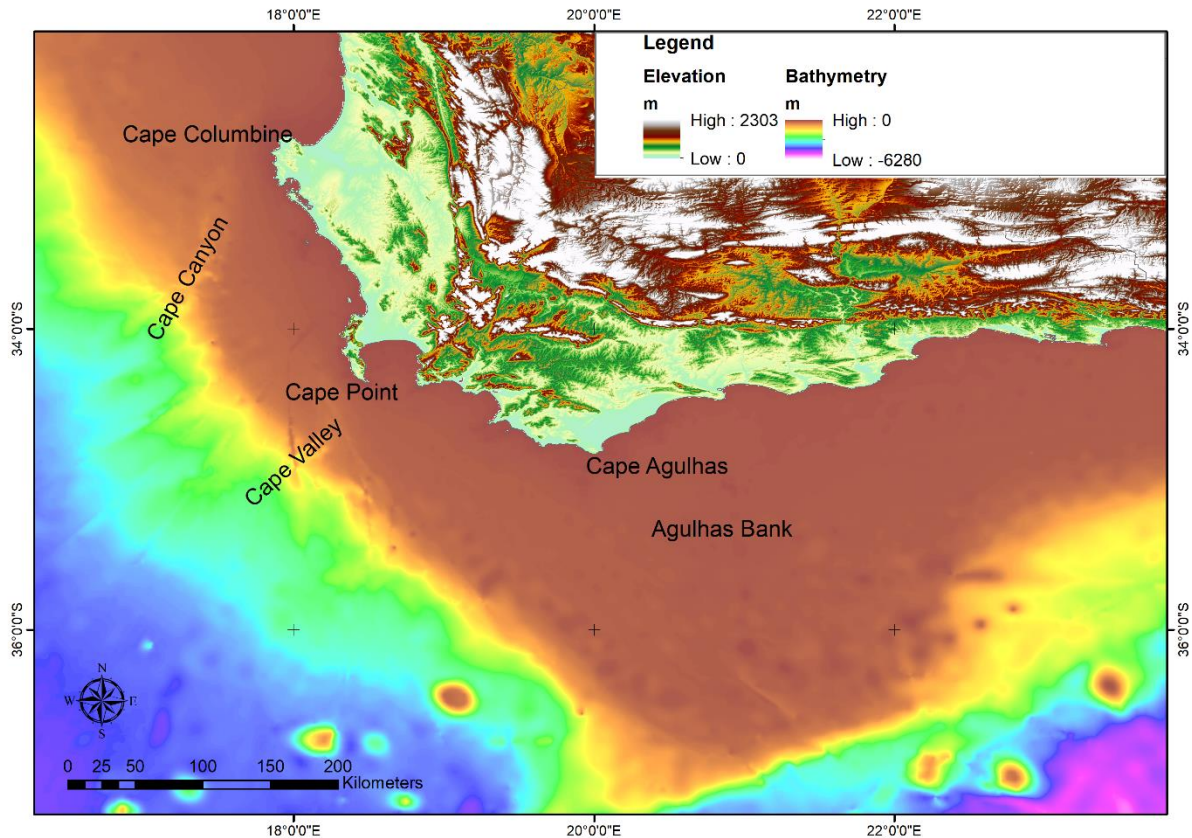 18°0'0"E 20°0'0"E 22°0'0"E
Legend
Elevation Bathymetry
m m
High : 2303 High : 0
Low : 0 Low : -6280
Cape Columbine
Cape Canyon
34°0'0"S 34°0'0"S
Cape Point
Cape Valley
Cape Agulhas
Agulhas Bank
36°0'0"S 36°0'0"S
N
W E
S
0 25 50 100 150 200
Kilometers
18°0'0"E 20°0'0"E 22°0'0"E